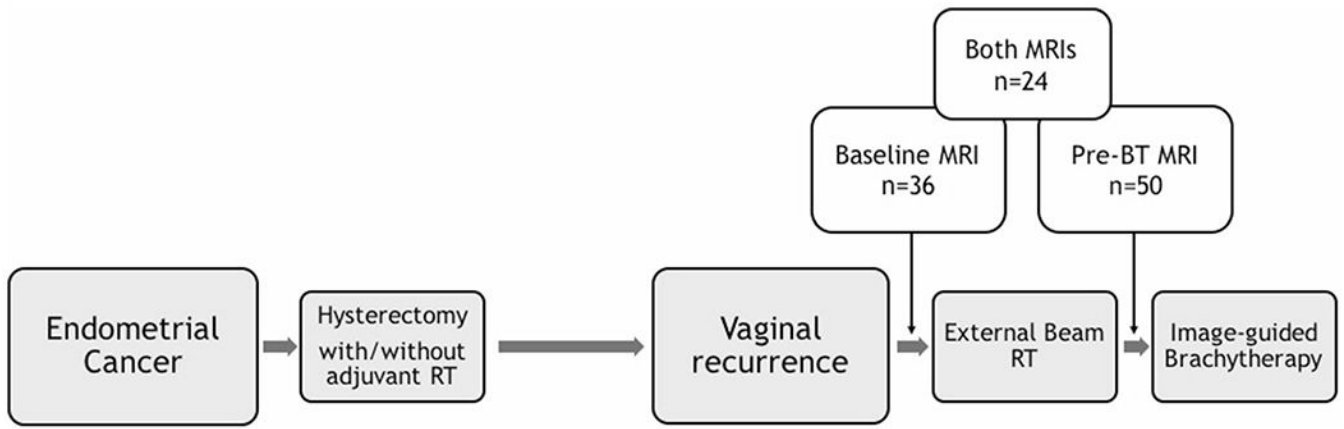 Both MRIs
n=24
Baseline MRI
n=36
Pre-BT MRI
n=50
Endometrial
Cancer
Hysterectomy
with/without
adjuvant RT
Vaginal
recurrence
External Beam
RT
Image-guided
Brachytherapy